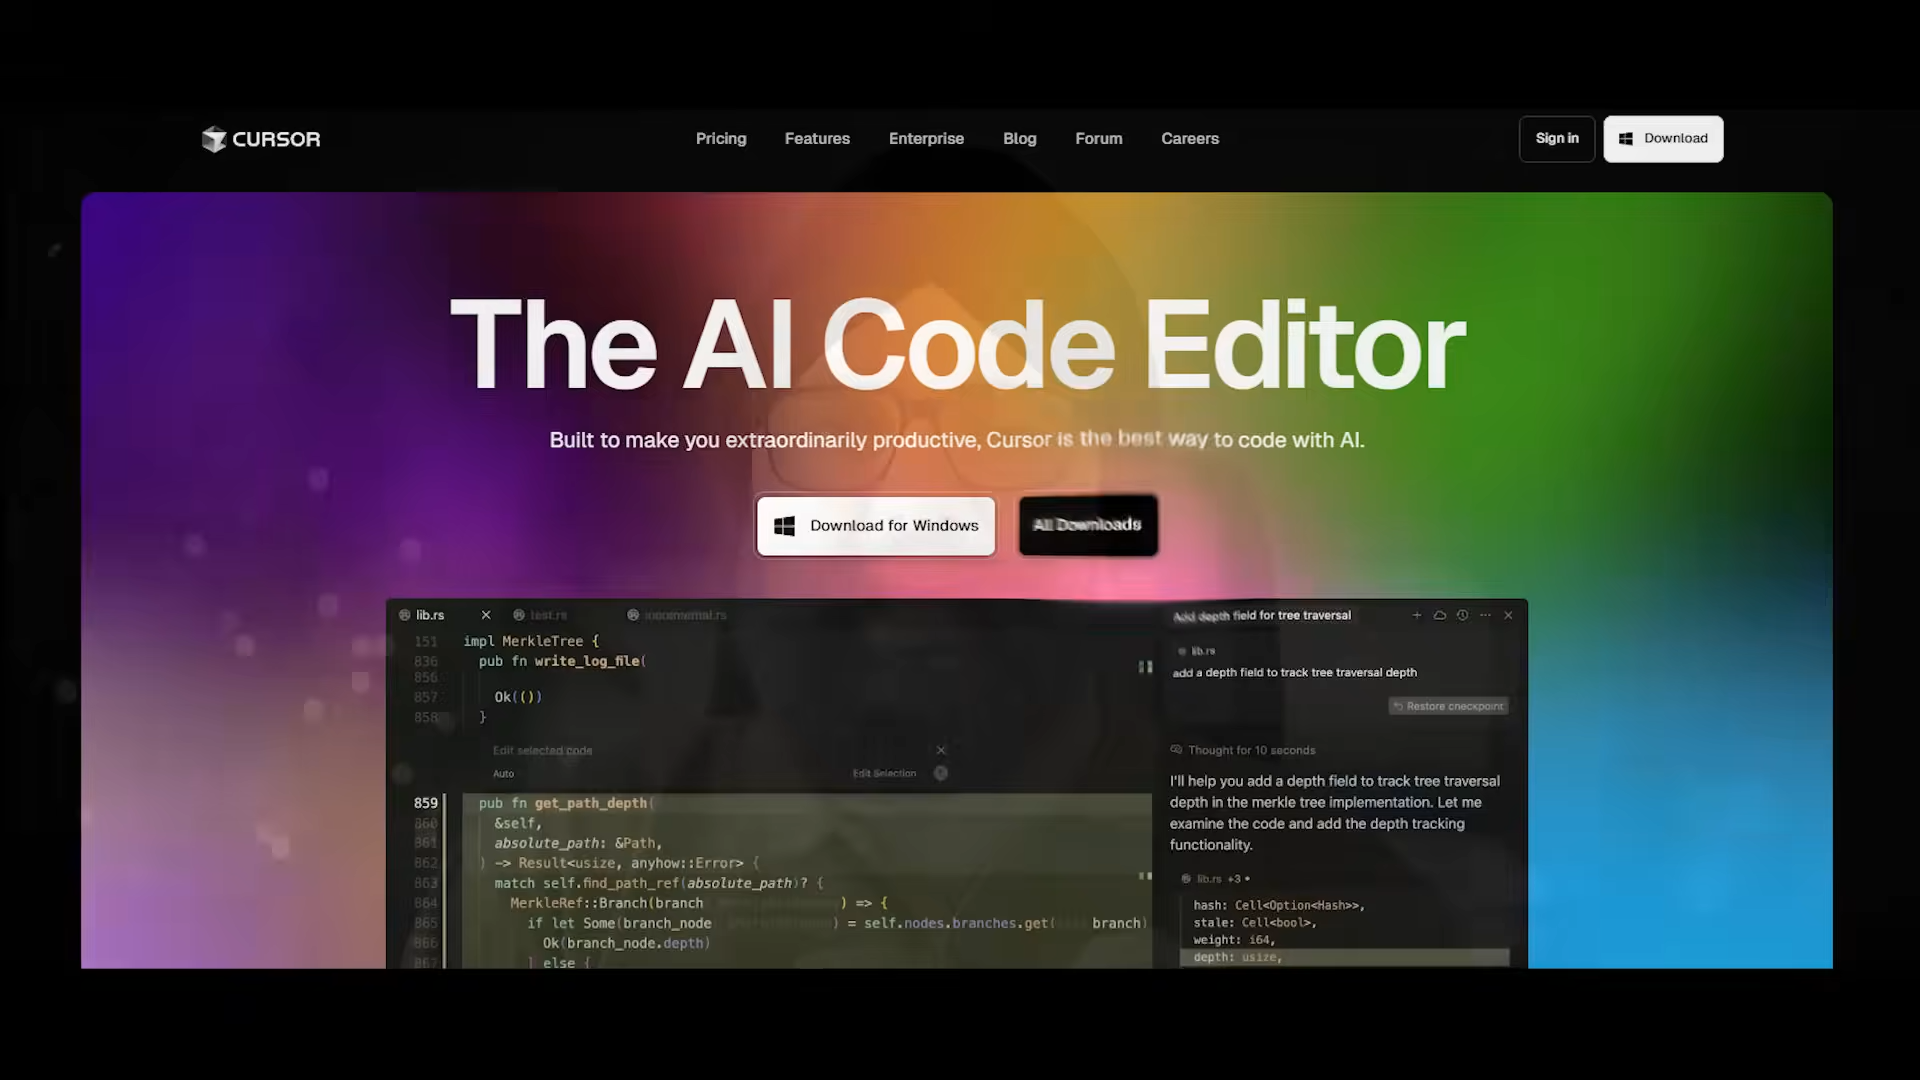 CURSOR
Pricing Features Enterprise Blog Forum Careers
Sign in
Download
The AI Code Editor
Built to make you extraordinarily productive, Cursor is the best way to code with AI.
Download for Windows
All Downloads
lib.rs
test.rs
151 impl MerkleTree {
836 pub fn write_log_file(
856
857 Ok(())
858 }
Edit selected code
Auto
Edit Selection
859 pub fn get_path_depth(
860 &self,
861 absolute_path: &Path,
862 ) -> Result<usize, anyhow::Error> {
863 match self.find_path_ref(absolute_path)? {
864 MerkleRef::Branch(branch ) => {
865 if let Some(branch_node ) = self.nodes.branches.get( branch)
866 Ok(branch_node.depth)
867 } else {
Add depth field for tree traversal
lib.rs
add a depth field to track tree traversal depth
Restore checkpoint
Thought for 10 seconds
I'll help you add a depth field to track tree traversal
depth in the merkle tree implementation. Let me
examine the code and add the depth tracking
functionality.
lib.rs +3
hash: Cell<Option<Hash>>,
stale: Cell<bool>,
weight: i64,
depth: usize,